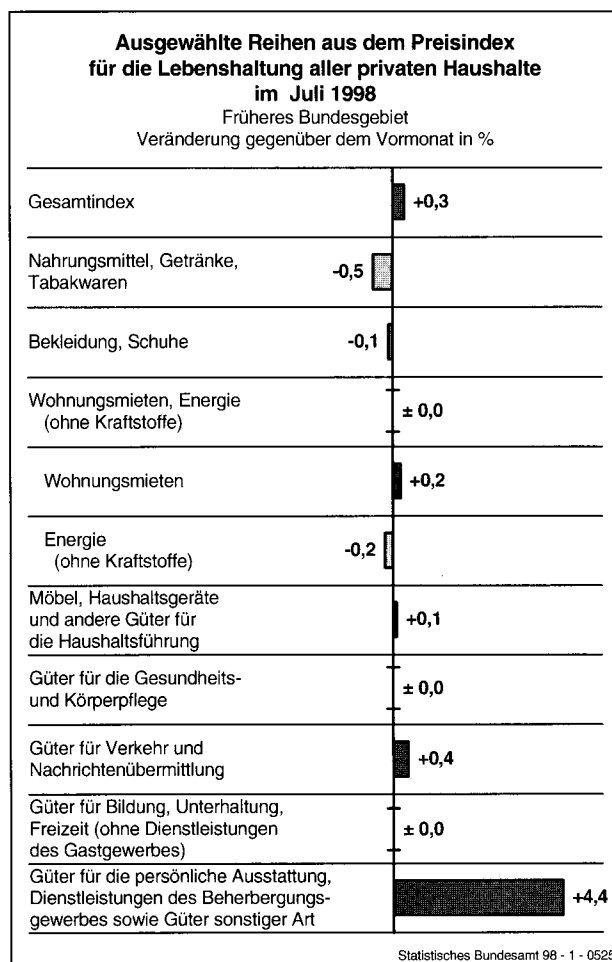 Ausgewählte Reihen aus dem Preisindex
für die Lebenshaltung aller privaten Haushalte
im Juli 1998
Früheres Bundesgebiet
Veränderung gegenüber dem Vormonat in %
Gesamtindex
+0,3
Nahrungsmittel, Getränke,
Tabakwaren
-0,5
Bekleidung, Schuhe
-0,1
Wohnungsmieten, Energie
(ohne Kraftstoffe)
± 0,0
Wohnungsmieten
+0,2
Energie
(ohne Kraftstoffe)
-0,2
Möbel, Haushaltsgeräte
und andere Güter für
die Haushaltsführung
+0,1
Güter für die Gesundheits-
und Körperpflege
± 0,0
Güter für Verkehr und
Nachrichtenübermittlung
+0,4
Güter für Bildung, Unterhaltung,
Freizeit (ohne Dienstleistungen
des Gastgewerbes)
± 0,0
Güter für die persönliche Ausstattung,
Dienstleistungen des Beherbergungs-
gewerbes sowie Güter sonstiger Art
+4,4
Statistisches Bundesamt 98 - 1 - 0525